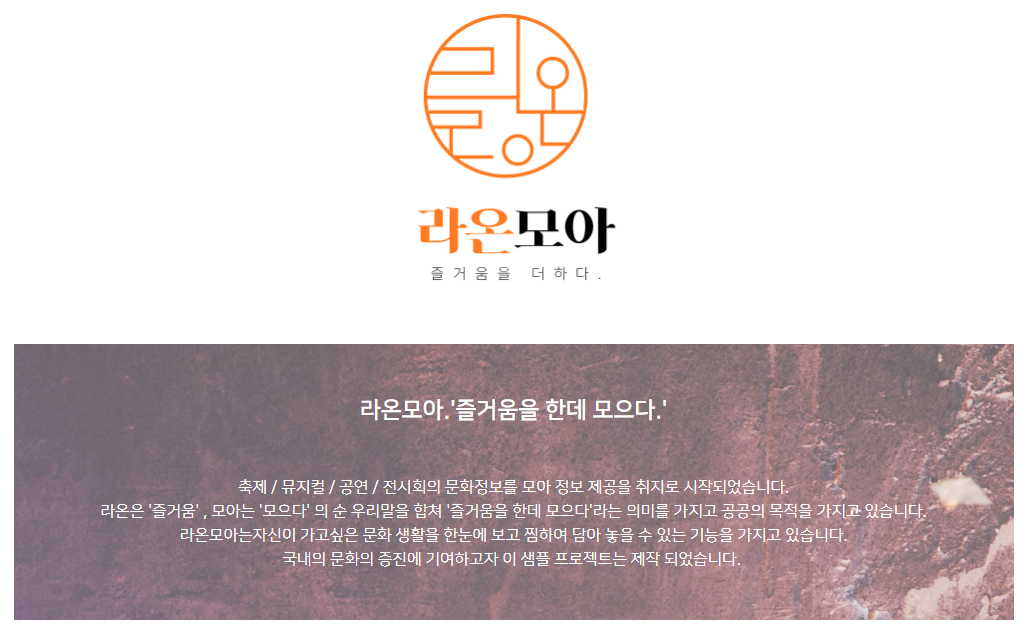 라온
라온모아
즐거움을 더하다.
라온모아.'즐거움을 한데 모으다.'
축제 / 뮤지컬 / 공연 / 전시회의 문화정보를 모아 정보 제공을 취지로 시작되었습니다.
라온은 '즐거움' , 모아는 '모으다' 의 순 우리말을 합쳐 '즐거움을 한데 모으다'라는 의미를 가지고 공공의 목적을 가지고 있습니다.
라온모아는자신이 가고싶은 문화 생활을 한눈에 보고 찜하여 담아 놓을 수 있는 기능을 가지고 있습니다.
국내의 문화의 증진에 기여하고자 이 샘플 프로젝트는 제작 되었습니다.